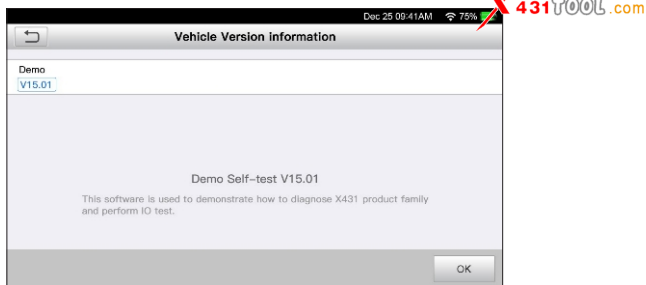 X431TOOL.com
Dec 25 09:41AM 75%
Vehicle Version information
Demo
V15.01
Demo Self-test V15.01
This software is used to demonstrate how to diagnose X431 product family
and perform IO test.
OK